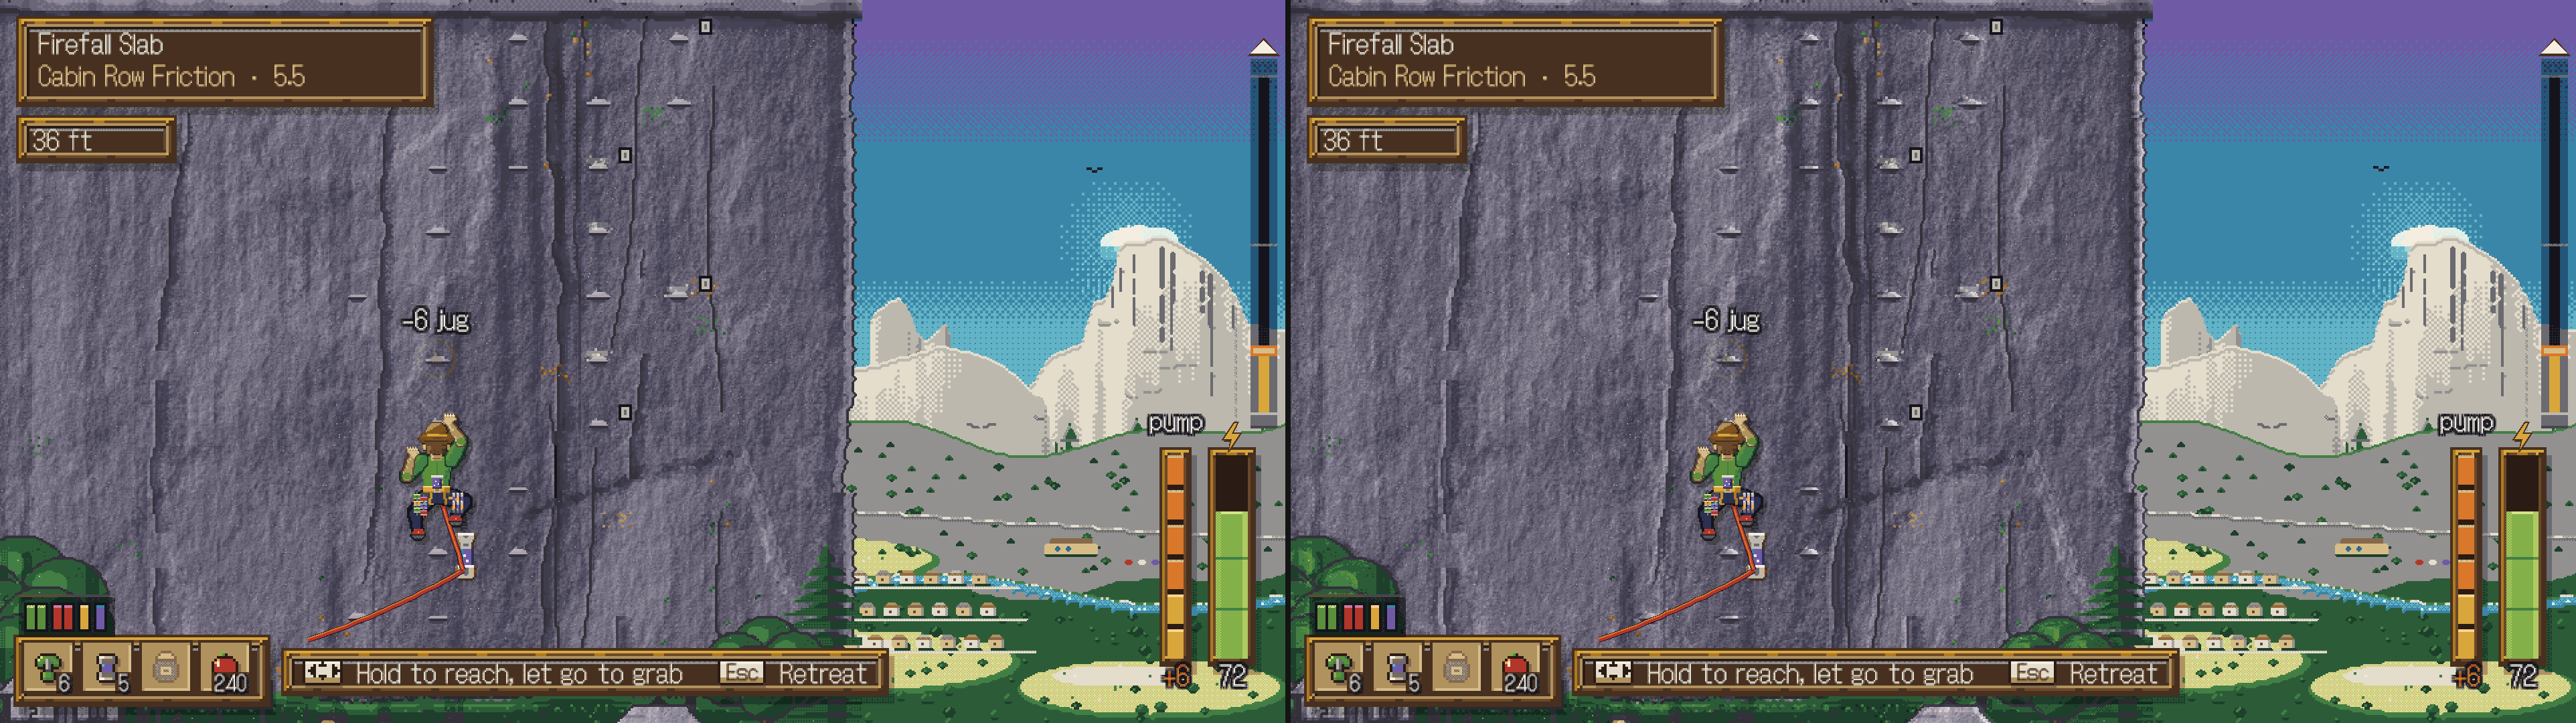 Firefall Slab
Cabin Row Friction · 5.5
36 ft
-6 jug
pump
6
5
240
Hold to reach, let go to grab
Esc Retreat
+6
72
Firefall Slab
Cabin Row Friction · 5.5
36 ft
-6 jug
pump
6
5
240
Hold to reach, let go to grab
Esc Retreat
+6
72